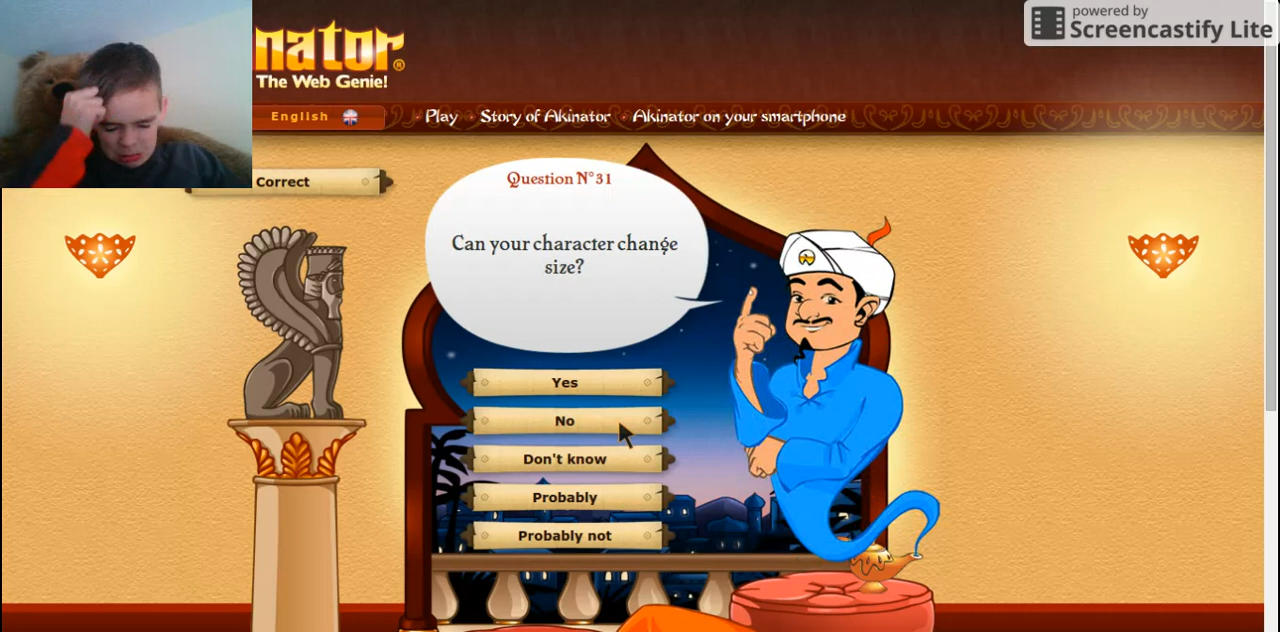 powered by
Screencastify Lite
nator®
The Web Genie!
English
Play Story of Akinator Akinator on your smartphone
Correct
Question N°31
Can your character change
size?
Yes
No
Don't know
Probably
Probably not